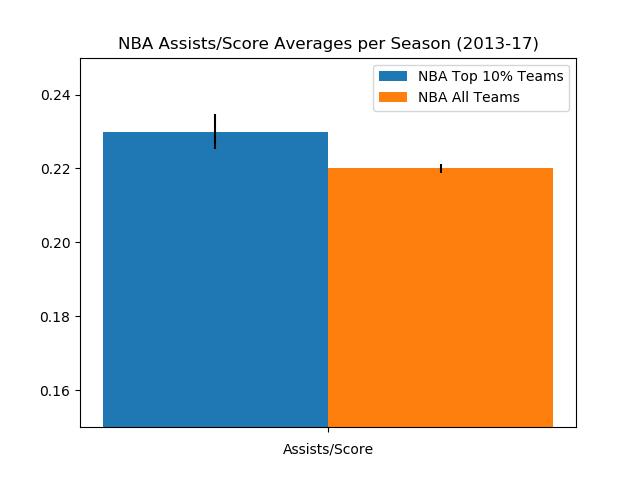 NBA Assists/Score Averages per Season (2013-17)
NBA Top 10% Teams
NBA All Teams
0.24
0.22
0.20
0.18
0.16
Assists/Score